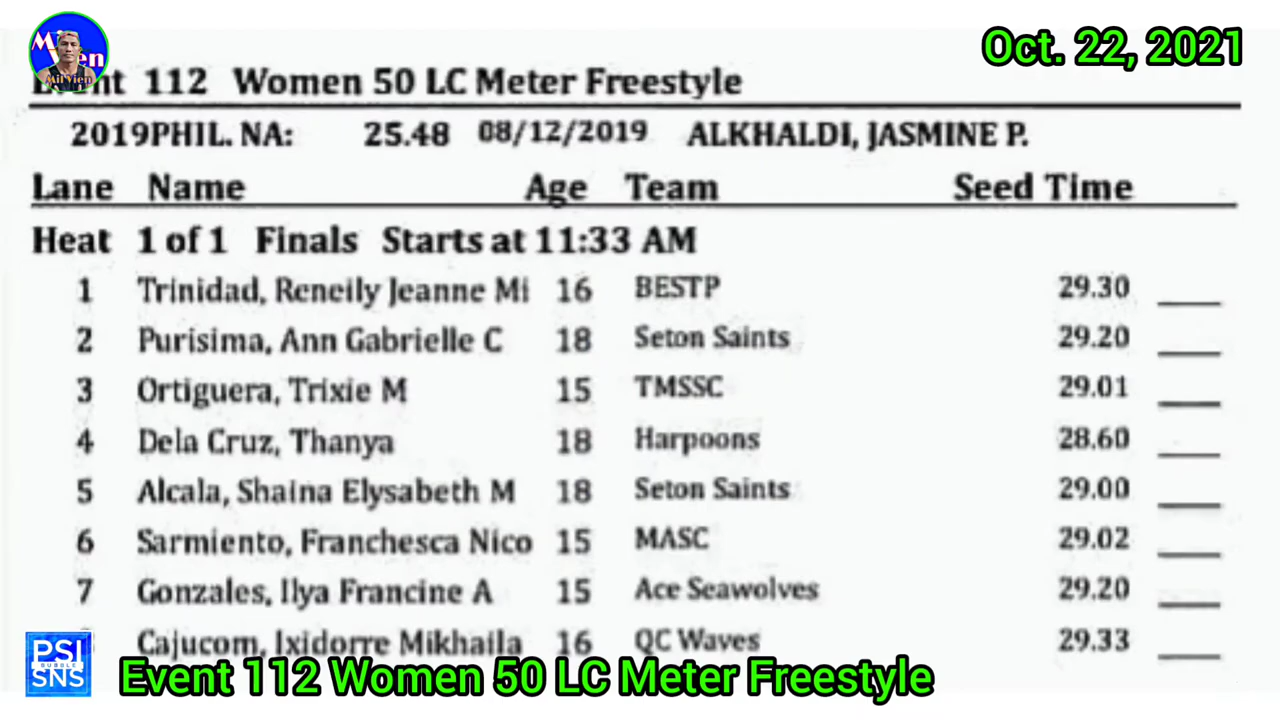 Oct. 22, 2021
Event 112 Women 50 LC Meter Freestyle
2019PHIL. NA: 25.48 08/12/2019 ALKHALDI, JASMINE P.
Lane Name Age Team Seed Time
Heat 1 of 1 Finals Starts at 11:33 AM
1 Trinidad, Reneily Jeanne Mi 16 BESTP 29.30
2 Purisima, Ann Gabrielle C 18 Seton Saints 29.20
3 Ortiguera, Trixie M 15 TMSSC 29.01
4 Dela Cruz, Thanya 18 Harpoons 28.60
5 Alcala, Shaina Elysabeth M 18 Seton Saints 29.00
6 Sarmiento, Franchesca Nico 15 MASC 29.02
7 Gonzales, Ilya Francine A 15 Ace Seawolves 29.20
Cajucom, Ixidorre Mikhaila 16 QC Waves 29.33
PSI
BUBBLE
SNS
Event 112 Women 50 LC Meter Freestyle